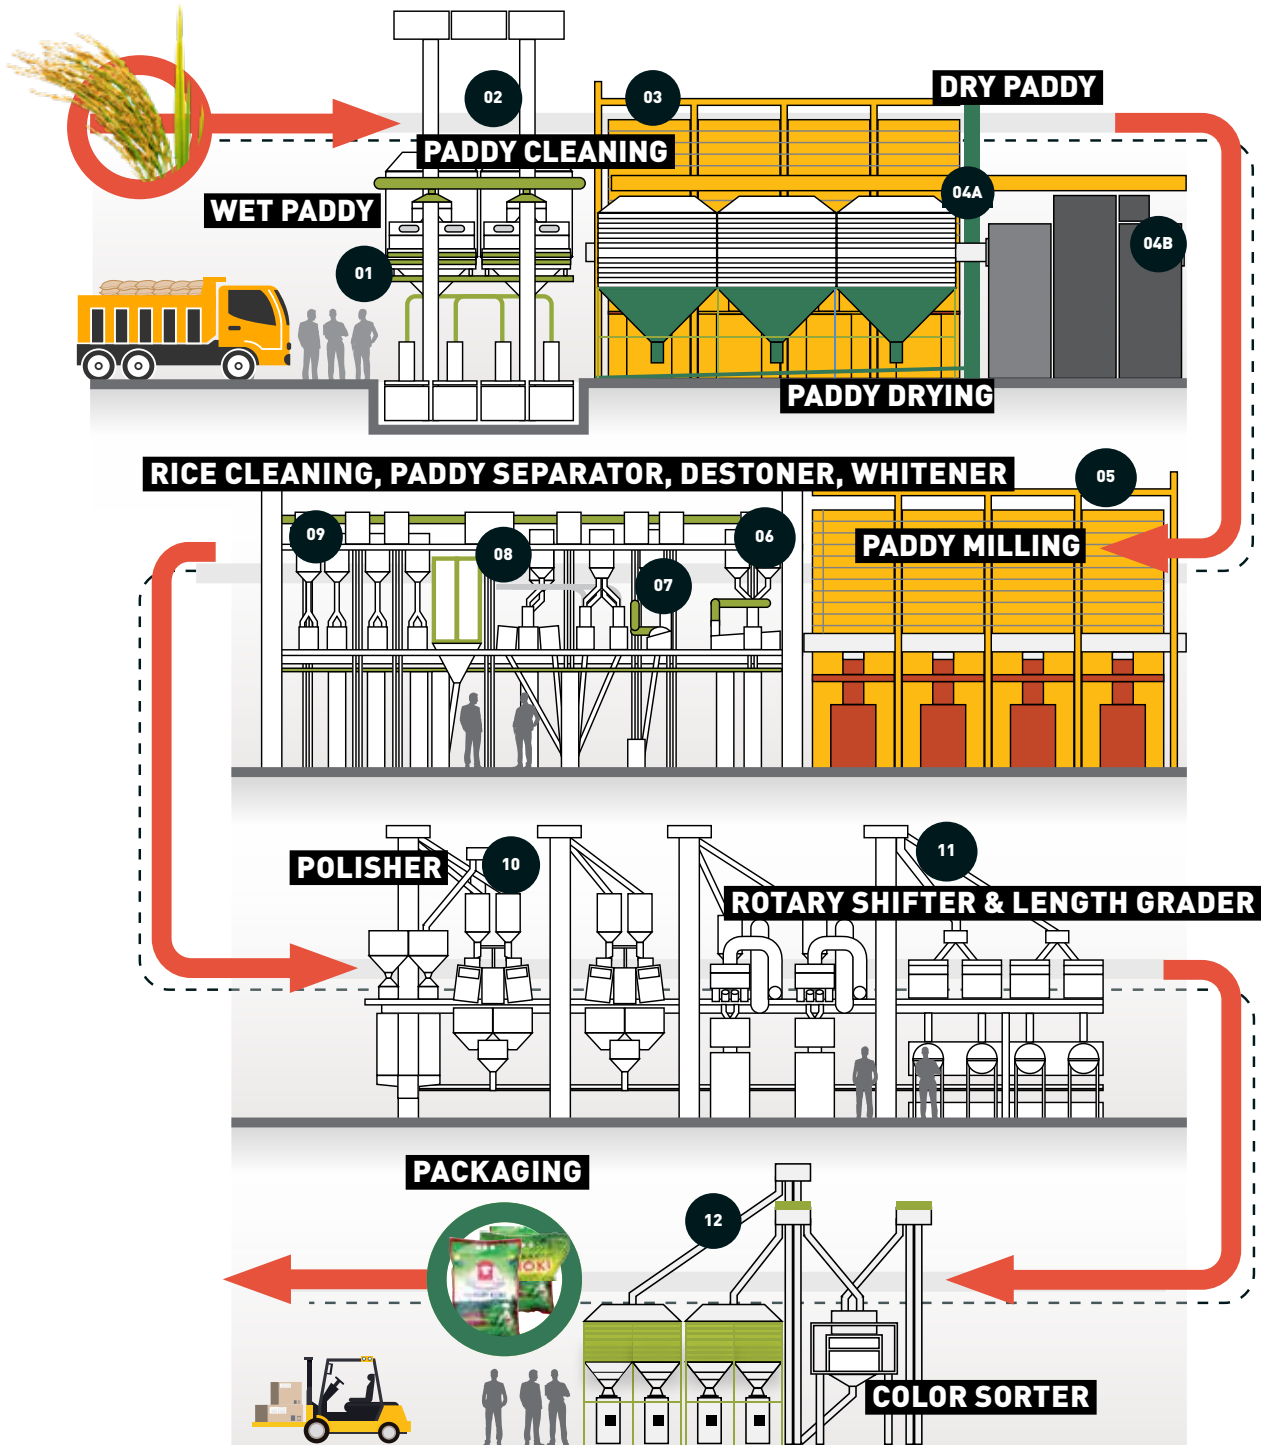 02
03
DRY PADDY
PADDY CLEANING
WET PADDY
04A
04B
01
PADDY DRYING
RICE CLEANING, PADDY SEPARATOR, DESTONER, WHITENER
05
09
08
07
06
PADDY MILLING
POLISHER
10
11
ROTARY SHIFTER & LENGTH GRADER
PACKAGING
12
COLOR SORTER